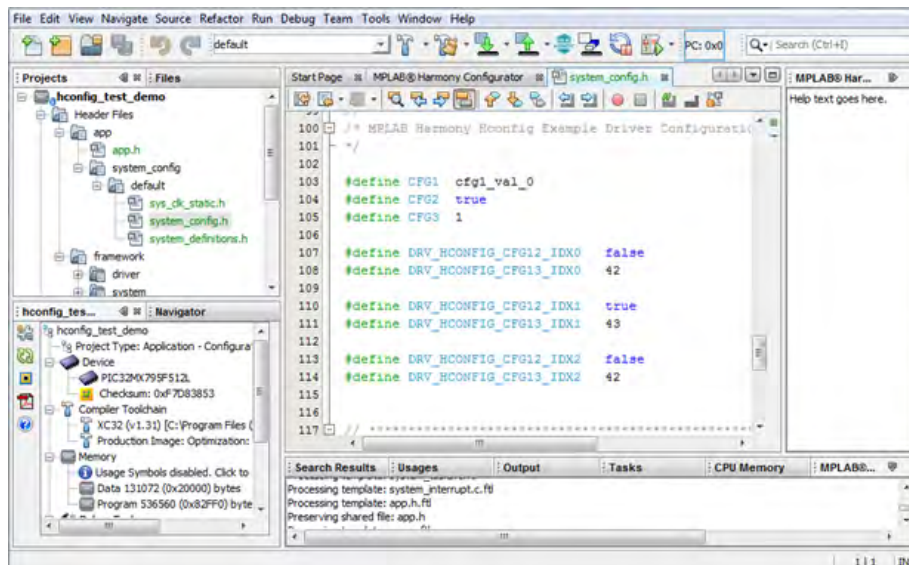 File Edit View Navigate Source Refactor Run Debug Team Tools Window Help
default
PC: 0x0
Search (Ctrl+I)
Projects
Files
hconfig_test_demo
Header Files
app
app.h
system_config
default
sys_clk_static.h
system_config.h
system_definitions.h
framework
driver
system
hconfig_tes...
Navigator
hconfig_test_demo
Project Type: Application - Configura
Device
PIC32MX795F512L
Checksum: 0xF7D83853
Compiler Toolchain
XC32 (v1.31) [C:\Program Files (
Production Image: Optimization:
Memory
Usage Symbols disabled. Click to
Data 131072 (0x20000) bytes
Program 536560 (0x82FF0) byte
Start Page
MPLAB® Harmony Configurator
system_config.h
100 /* MPLAB Harmony Hconfig Example Driver Configuratio
101 */
102
103 #define CFG1 cfg1_val_0
104 #define CFG2 true
105 #define CFG3 1
106
107 #define DRV_HCONFIG_CFG12_IDX0 false
108 #define DRV_HCONFIG_CFG13_IDX0 42
109
110 #define DRV_HCONFIG_CFG12_IDX1 true
111 #define DRV_HCONFIG_CFG13_IDX1 43
112
113 #define DRV_HCONFIG_CFG12_IDX2 false
114 #define DRV_HCONFIG_CFG13_IDX2 42
115
116
117 // ****************************************************
MPLAB® Har...
Help text goes here.
Search Results
Usages
Output
Tasks
CPU Memory
MPLAB®...
Processing template: system_interrupt.c.ftl
Processing template: app.h.ftl
Preserving shared file: app.h
1|1
IN